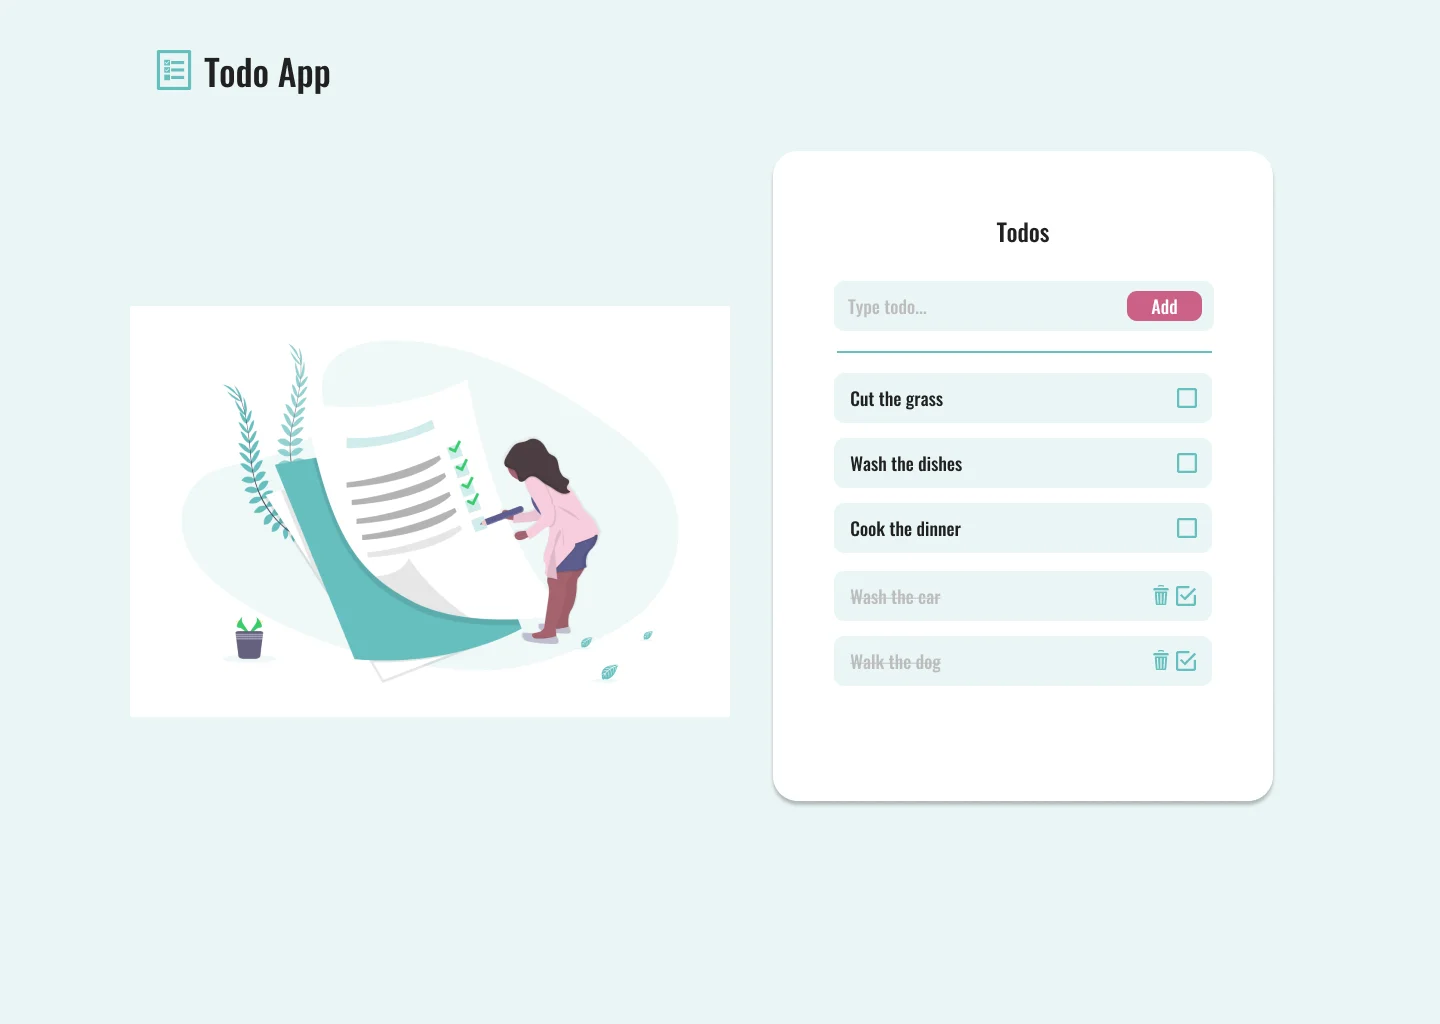 Todo App
Todos
Type todo...
Add
Cut the grass
Wash the dishes
Cook the dinner
Wash the car
Walk the dog